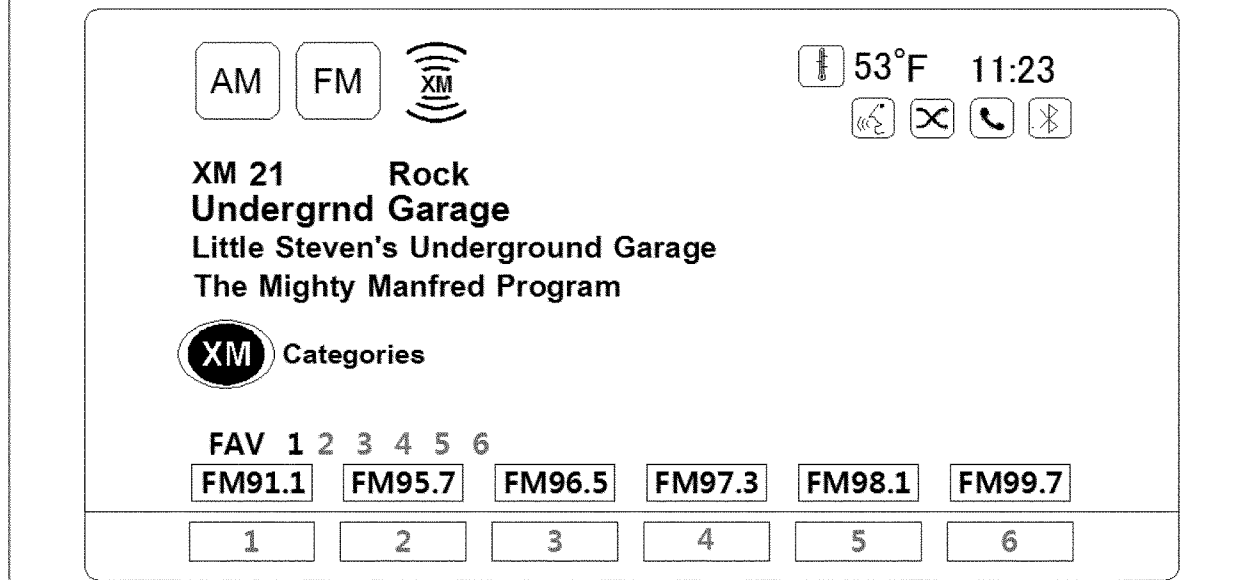 AM FM XM 53°F 11:23
XM 21 Rock
Undergrnd Garage
Little Steven's Underground Garage
The Mighty Manfred Program
XM Categories
FAV 1 2 3 4 5 6
FM91.1 FM95.7 FM96.5 FM97.3 FM98.1 FM99.7
1 2 3 4 5 6